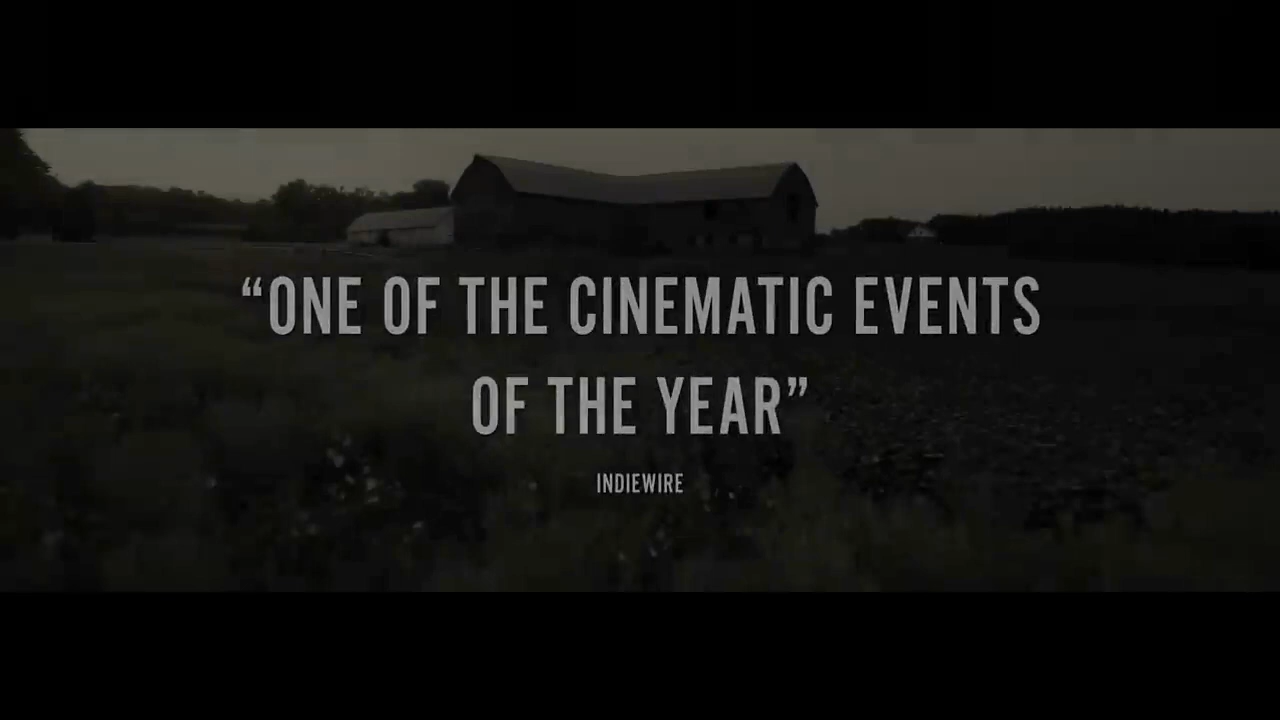 “ONE OF THE CINEMATIC EVENTS
OF THE YEAR”
INDIEWIRE